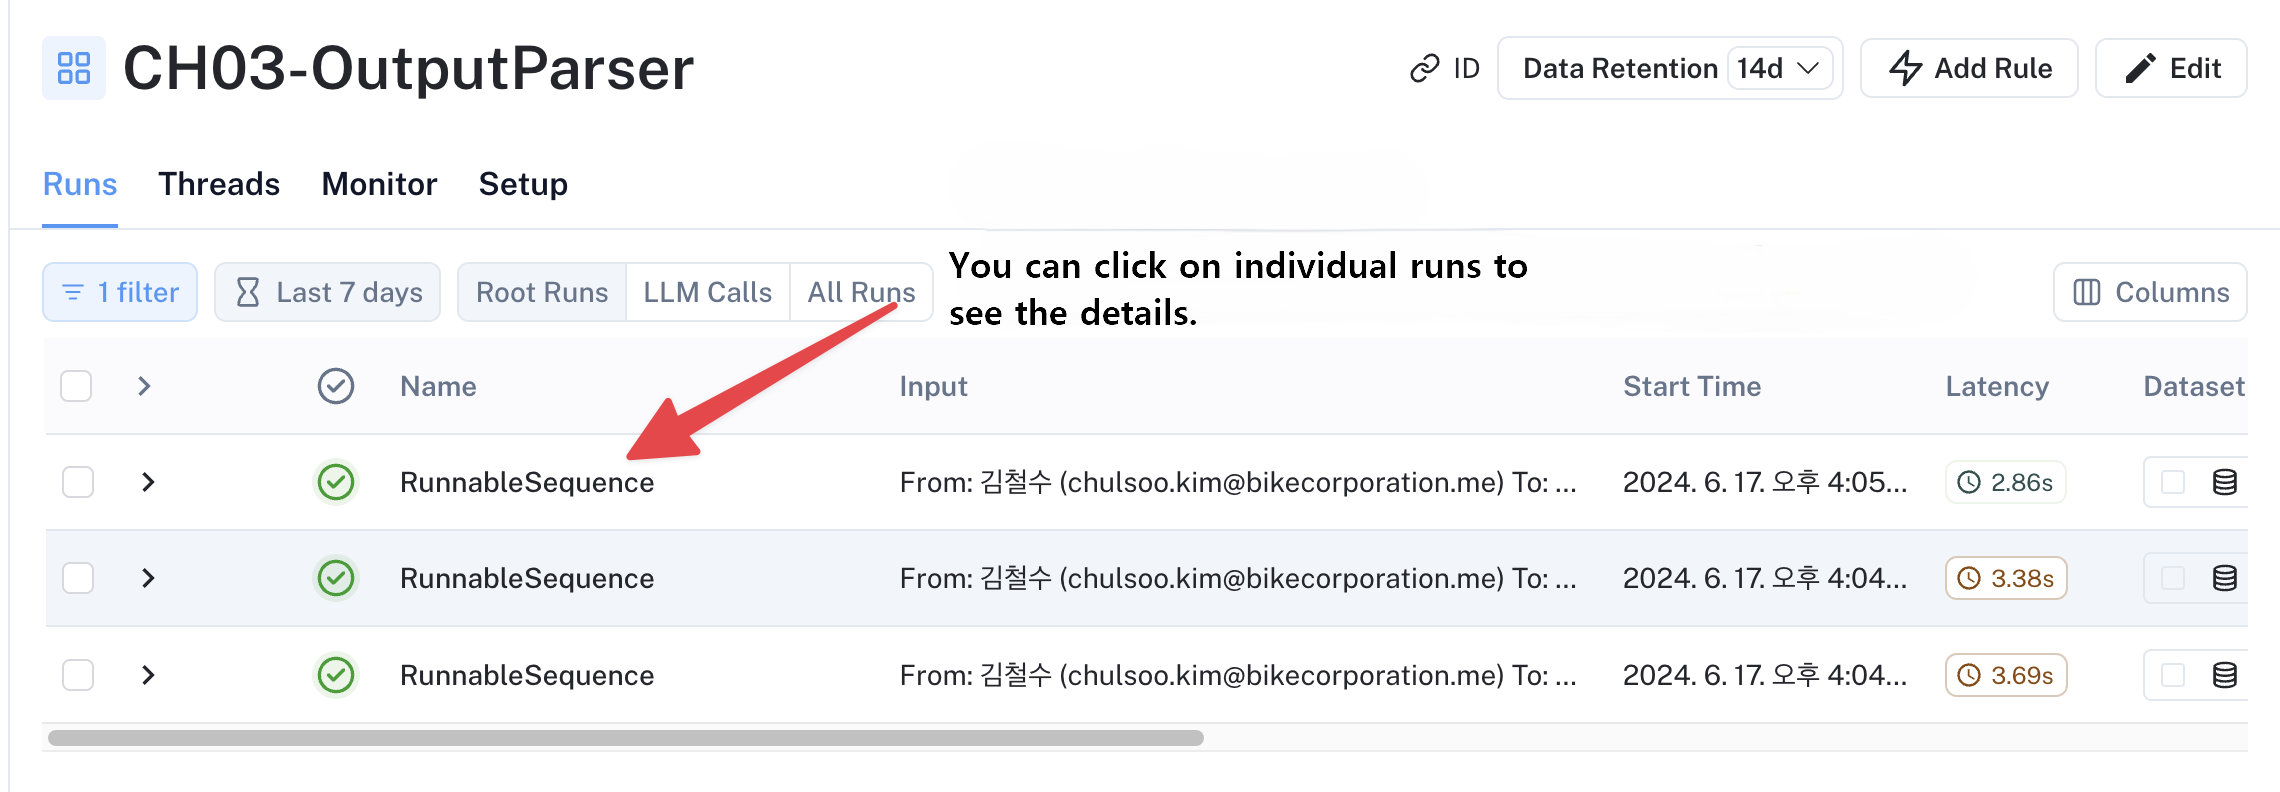 CH03-OutputParser
ID
Data Retention 14d
Add Rule
Edit
Runs Threads Monitor Setup
1 filter
Last 7 days
Root Runs LLM Calls All Runs
You can click on individual runs to
see the details.
Columns
Name Input Start Time Latency Dataset
RunnableSequence From: 김철수 (chulsoo.kim@bikecorporation.me) To: ... 2024. 6. 17. 오후 4:05... 2.86s
RunnableSequence From: 김철수 (chulsoo.kim@bikecorporation.me) To: ... 2024. 6. 17. 오후 4:04... 3.38s
RunnableSequence From: 김철수 (chulsoo.kim@bikecorporation.me) To: ... 2024. 6. 17. 오후 4:04... 3.69s